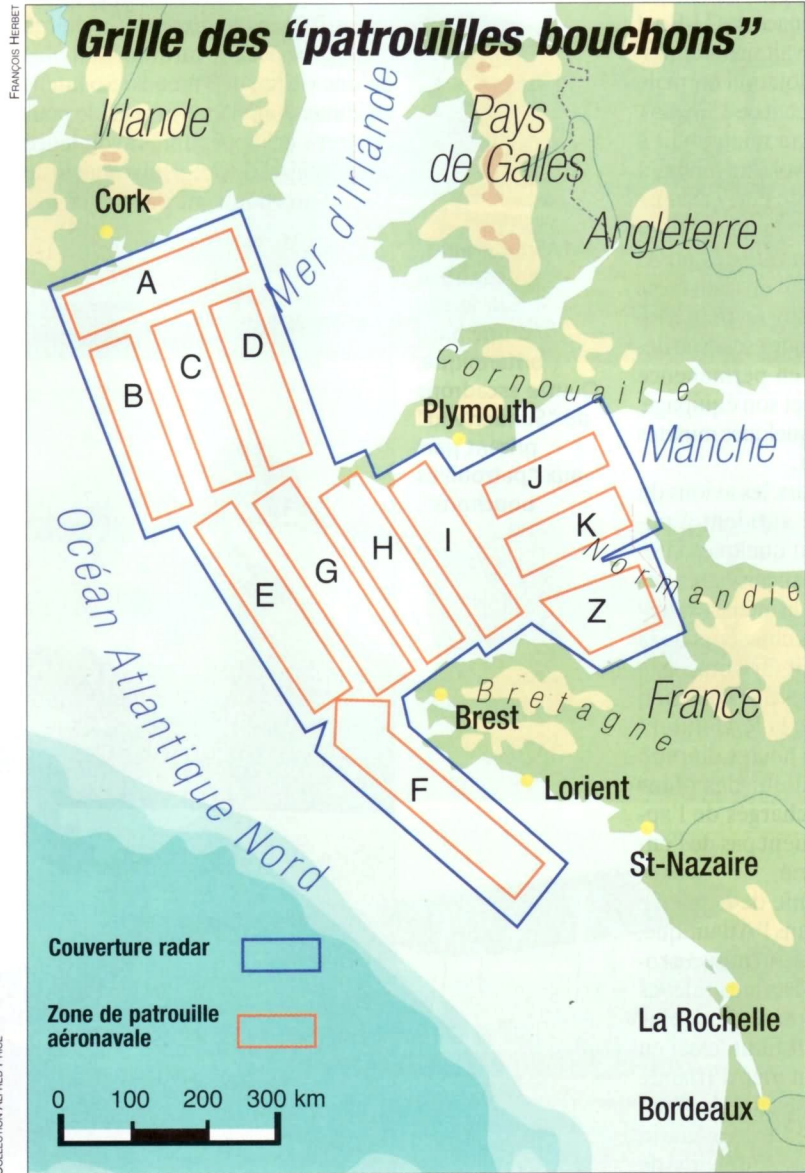 FRANÇOIS HERBET
Grille des “patrouilles bouchons”
Irlande
Cork
Mer d'Irlande
Pays
de Galles
Angleterre
A
B
C
D
Cornouaille
Plymouth
Manche
J
K
Normandie
Z
I
H
G
E
Océan Atlantique Nord
Bretagne
France
Brest
F
Lorient
St-Nazaire
Couverture radar
Zone de patrouille
aéronavale
La Rochelle
Bordeaux
0 100 200 300 km